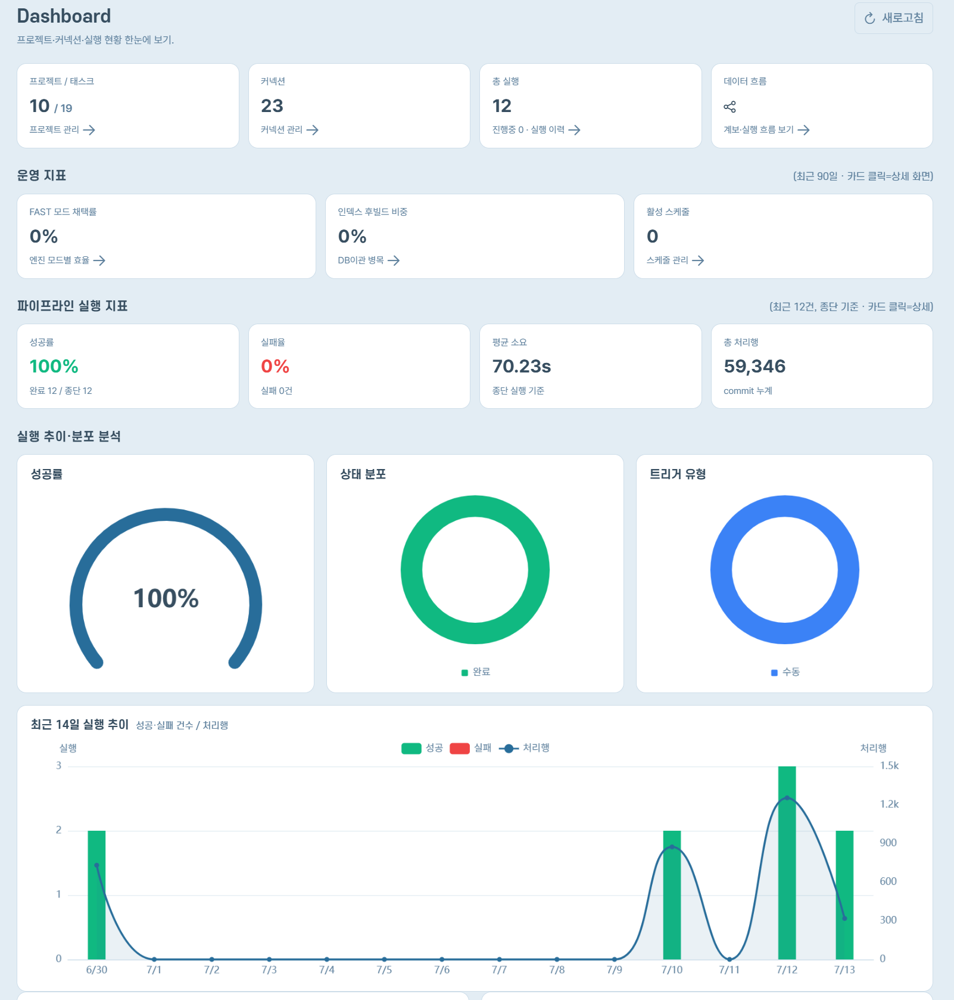 Dashboard
새로고침
프로젝트·커넥션·실행 현황 한눈에 보기.
프로젝트 / 태스크
10 / 19
프로젝트 관리
커넥션
23
커넥션 관리
총 실행
12
진행중 0 · 실행 이력
데이터 흐름
계보·실행 흐름 보기
운영 지표
(최근 90일 · 카드 클릭=상세 화면)
FAST 모드 채택률
0%
엔진 모드별 효율
인덱스 후빌드 비중
0%
DB이관 병목
활성 스케줄
0
스케줄 관리
파이프라인 실행 지표
(최근 12건, 종단 기준 · 카드 클릭=상세)
성공률
100%
완료 12 / 종단 12
실패율
0%
실패 0건
평균 소요
70.23s
종단 실행 기준
총 처리행
59,346
commit 누계
실행 추이·분포 분석
성공률
100%
상태 분포
완료
트리거 유형
수동
최근 14일 실행 추이 성공·실패 건수 / 처리행
실행
성공 실패 처리행
처리행
3
2
1
0
1.5k
1.2k
900
600
300
0
6/30 7/1 7/2 7/3 7/4 7/5 7/6 7/7 7/8 7/9 7/10 7/11 7/12 7/13